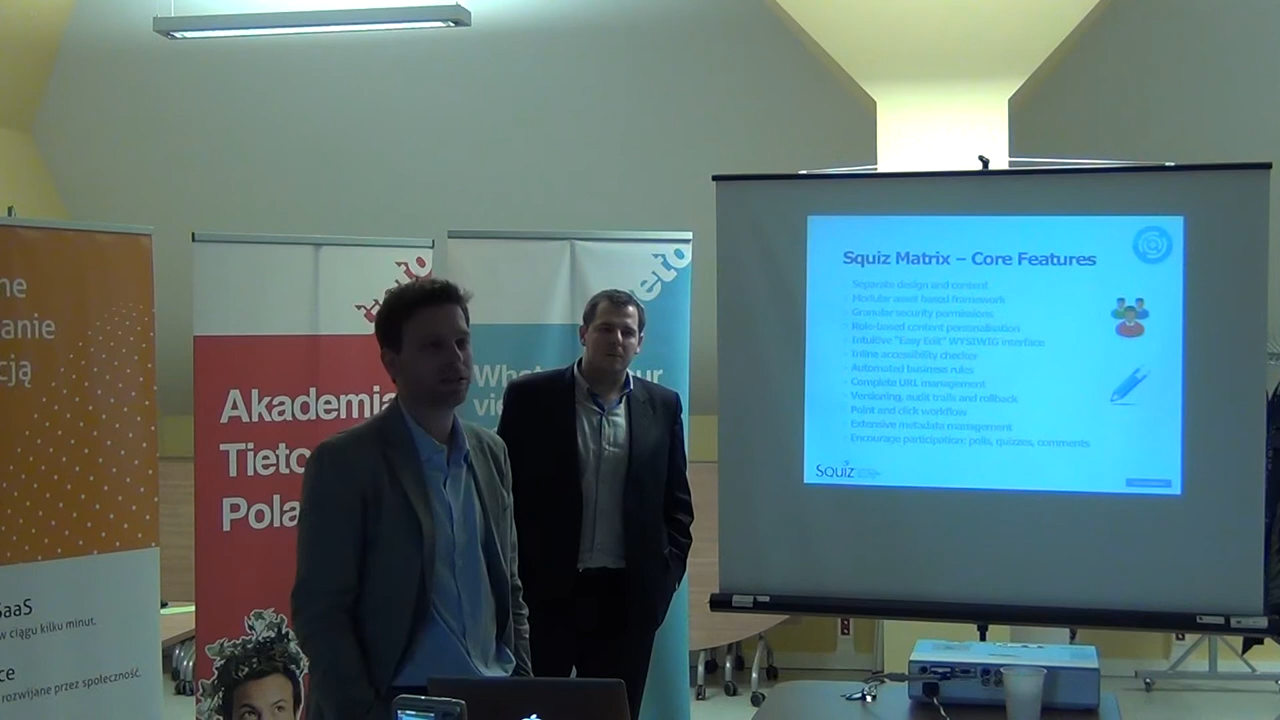 ne
anie
cją
SaaS
w ciągu kilku minut.
ce
rozwijane przez społeczność.
Akademia
Tieto
Pola
eto
What
ur
vie
Squiz Matrix – Core Features
Separate design and content
Modular asset based framework
Granular security permissions
Role-based content personalisation
Intuitive "Easy Edit" WYSIWIG interface
Inline accessibility checker
Automated business rules
Complete URL management
Versioning, audit trails and rollback
Point and click workflow
Extensive metadata management
Encourage participation: polls, quizzes, comments
Squiz